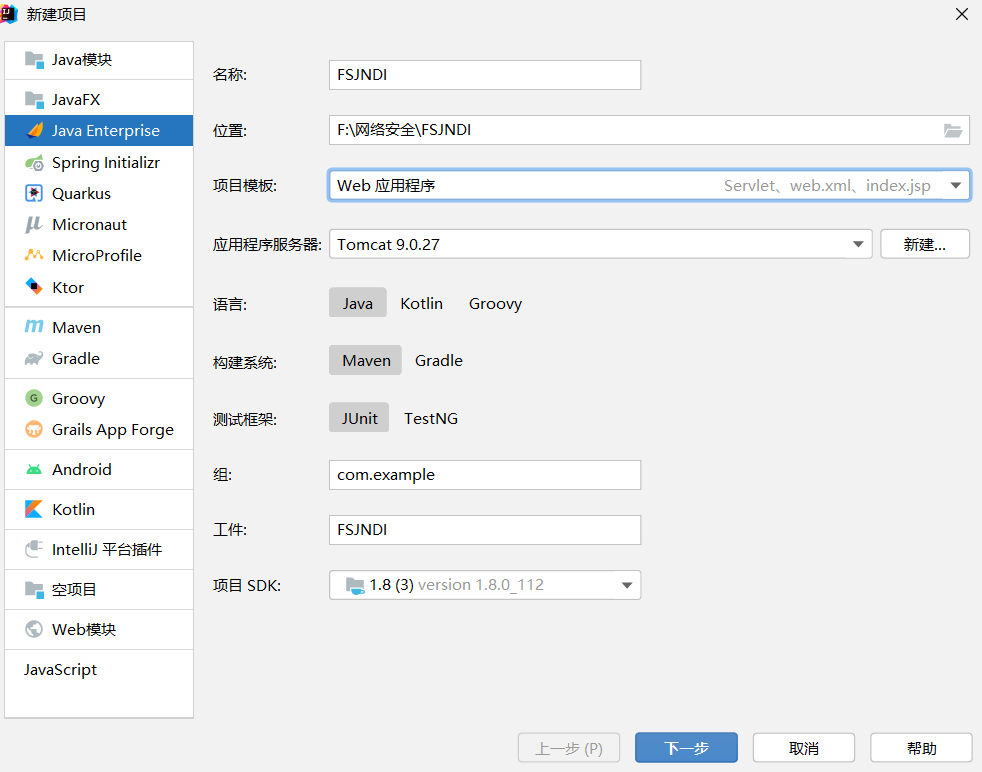 新建项目
Java模块
JavaFX
Java Enterprise
Spring Initializr
Quarkus
Micronaut
MicroProfile
Ktor
Maven
Gradle
Groovy
Grails App Forge
Android
Kotlin
IntelliJ 平台插件
空项目
Web模块
JavaScript
名称: FSJNDI
位置: F:\网络安全\FSJNDI
项目模板: Web 应用程序 Servlet、web.xml、index.jsp
应用程序服务器: Tomcat 9.0.27 新建...
语言: Java Kotlin Groovy
构建系统: Maven Gradle
测试框架: JUnit TestNG
组: com.example
工件: FSJNDI
项目 SDK: 1.8 (3) version 1.8.0_112
上一步 (P) 下一步 取消 帮助